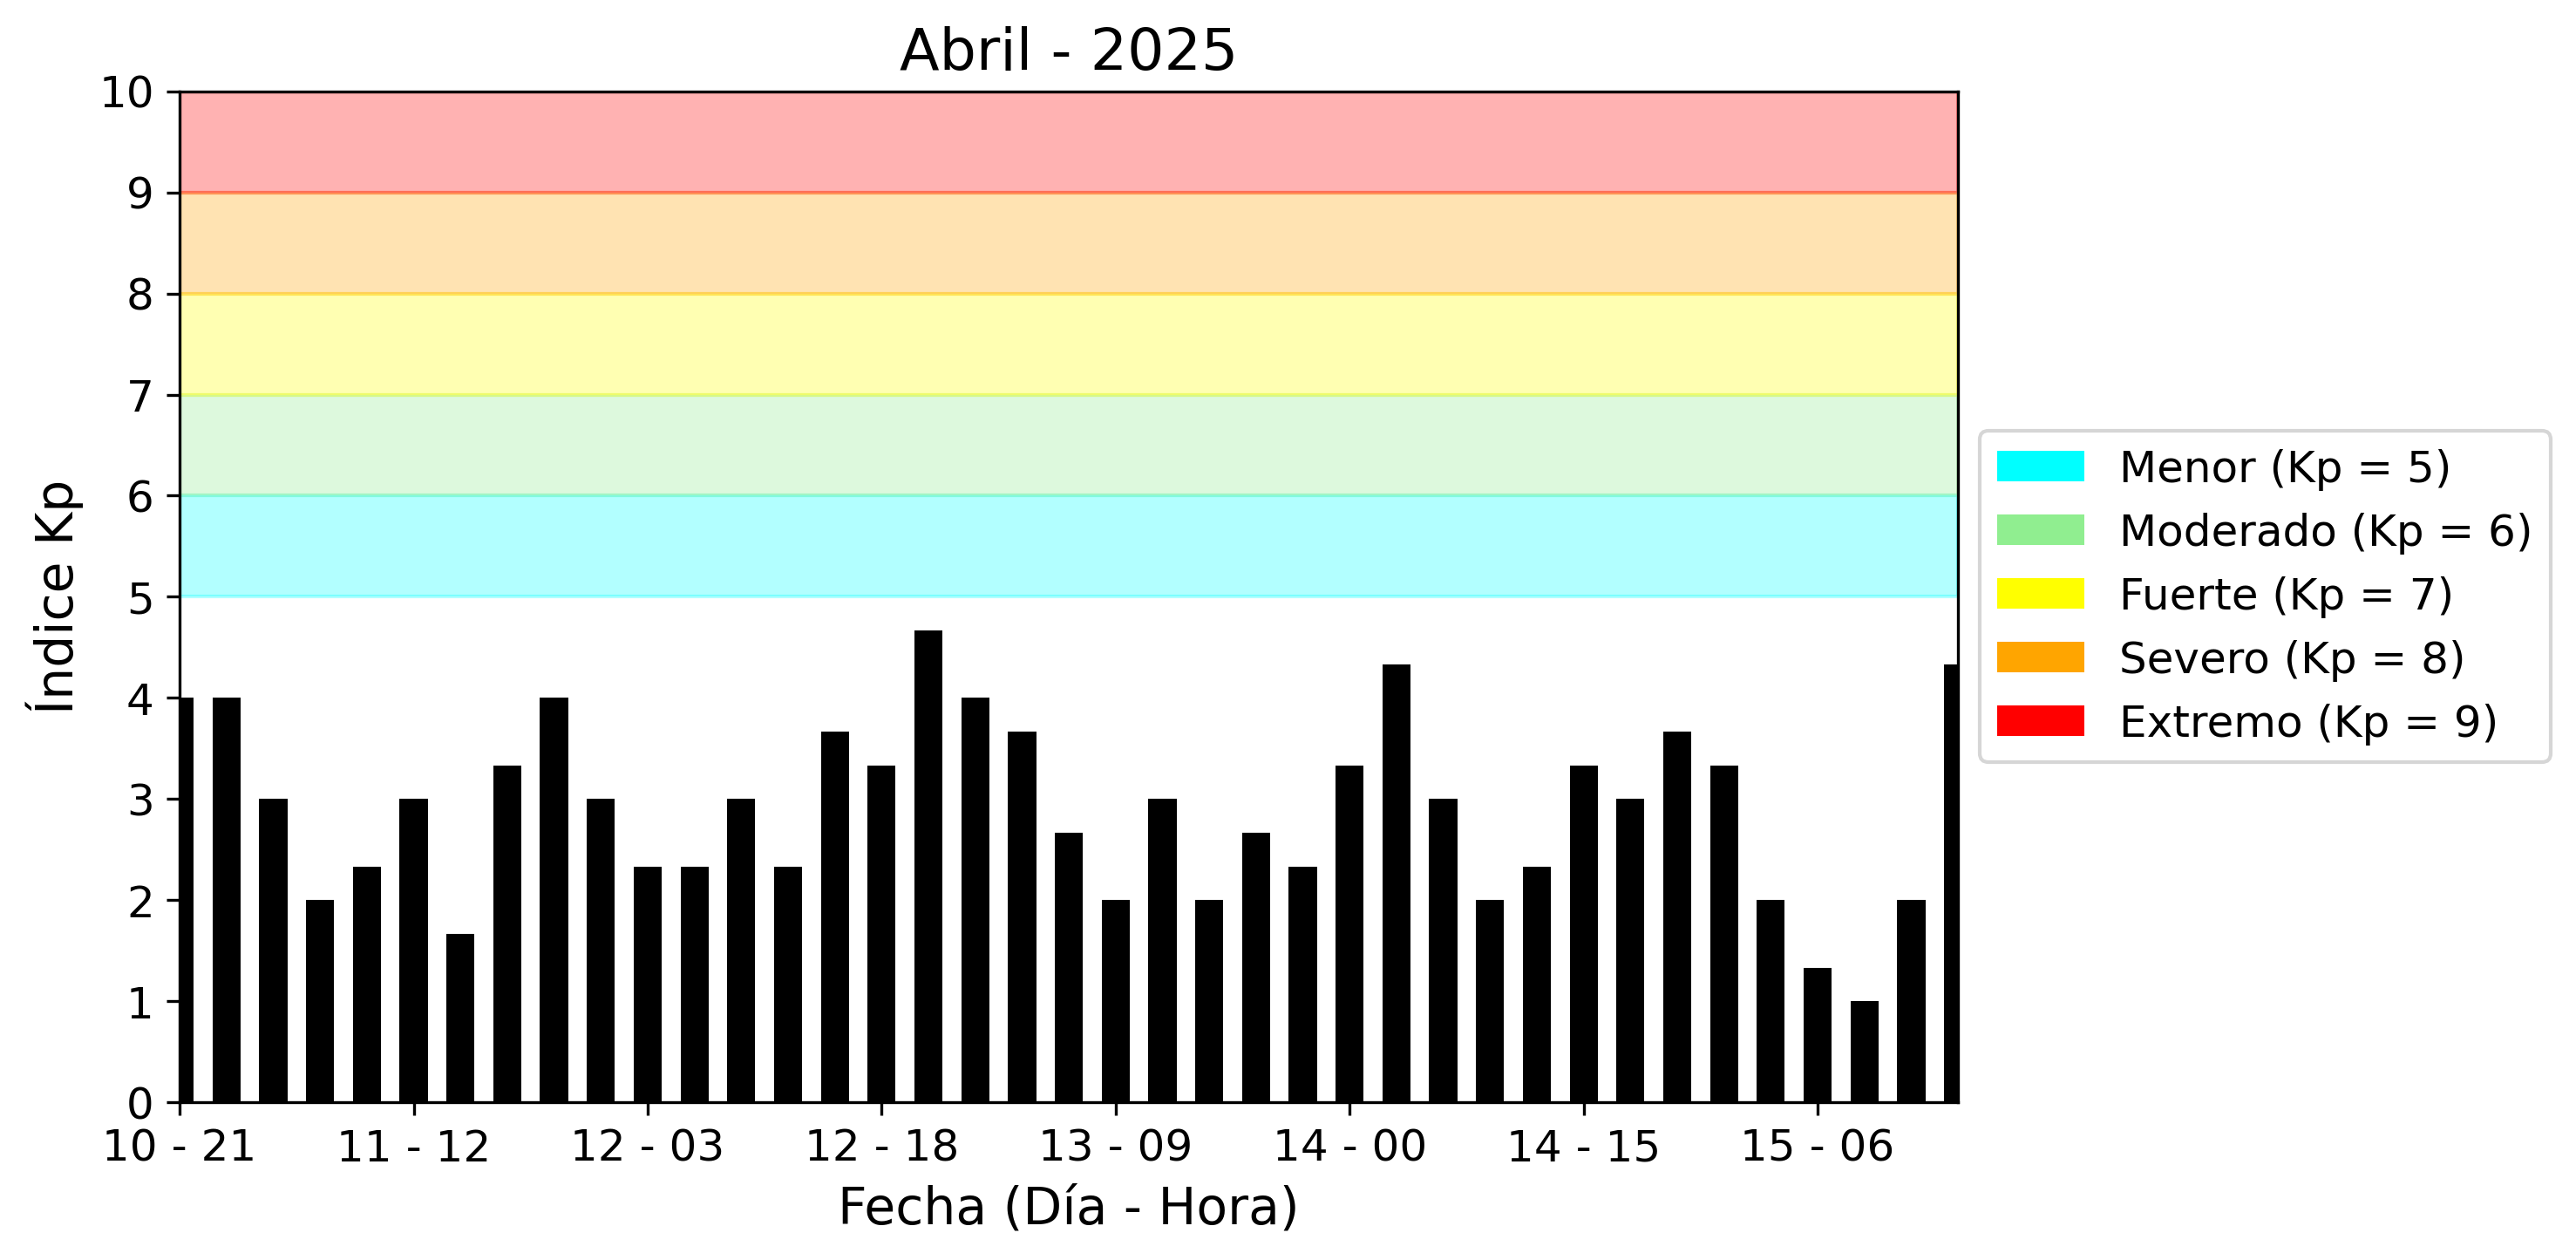 Abril - 2025
10
9
8
7
6
5
4
3
2
1
0
Índice Kp
10 - 21
11 - 12
12 - 03
12 - 18
13 - 09
14 - 00
14 - 15
15 - 06
Fecha (Día - Hora)
Menor (Kp = 5)
Moderado (Kp = 6)
Fuerte (Kp = 7)
Severo (Kp = 8)
Extremo (Kp = 9)